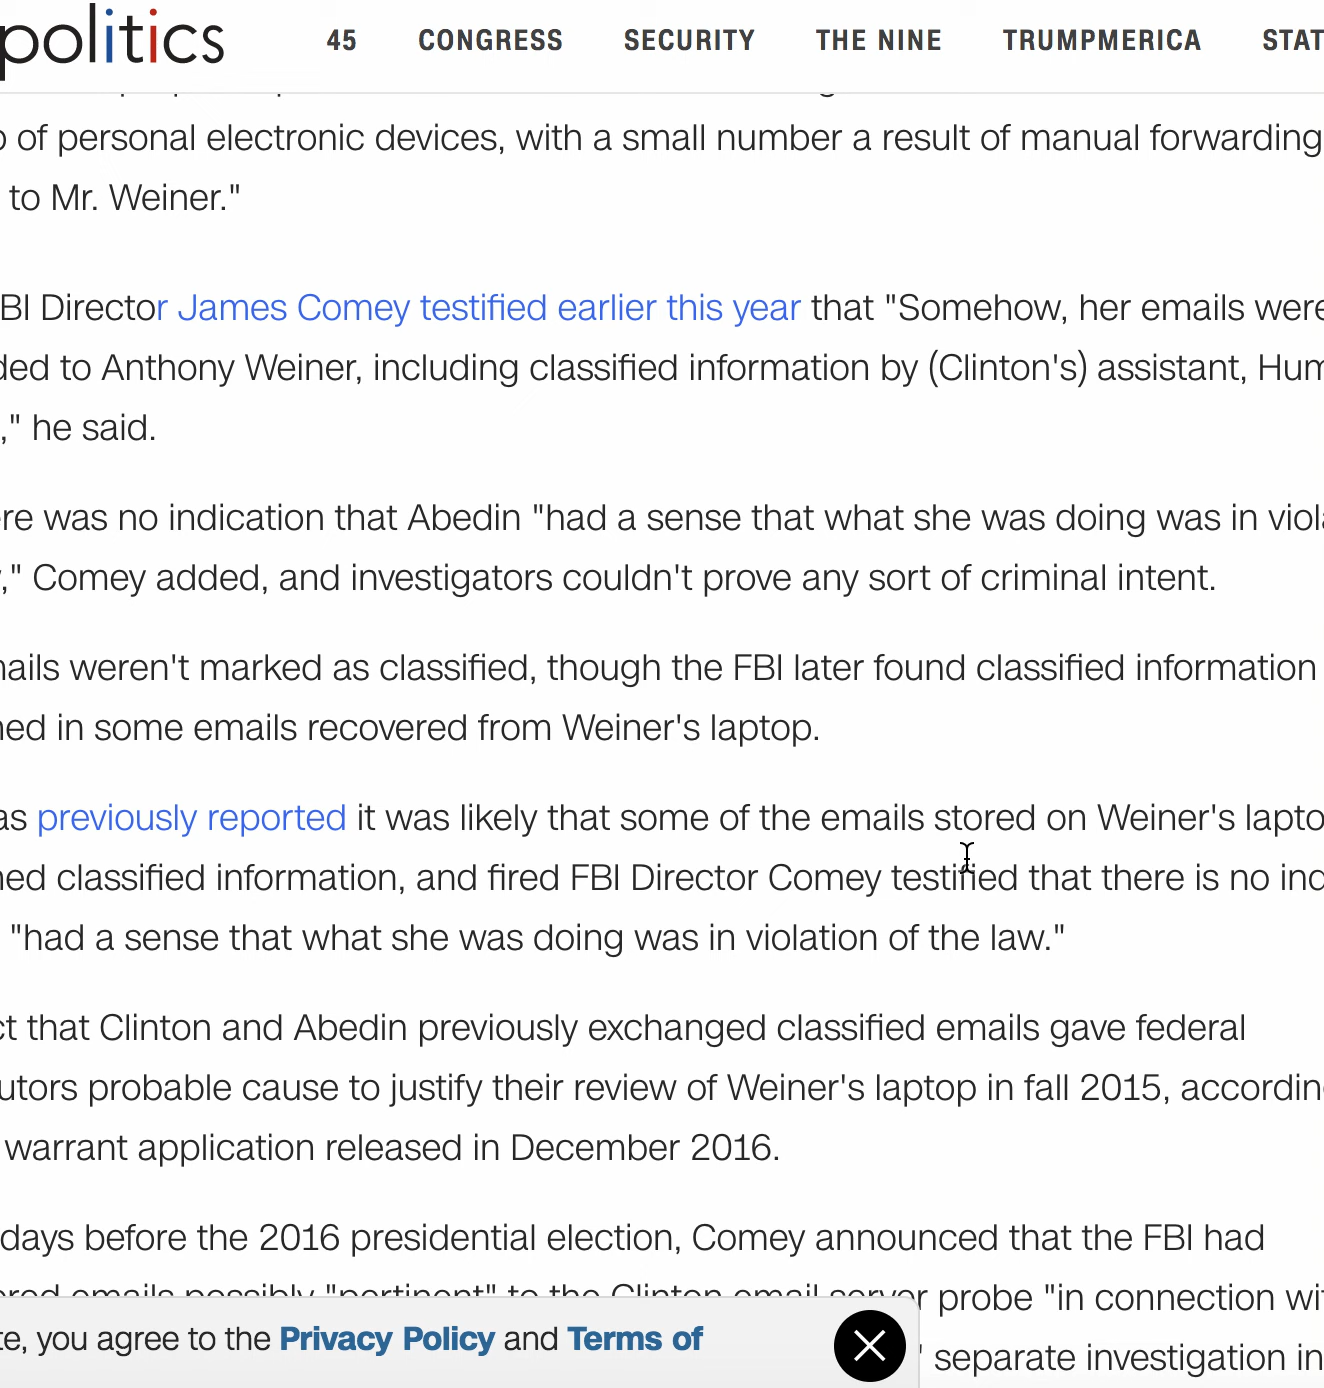 politics 45 CONGRESS SECURITY THE NINE TRUMPMERICA STAT
of personal electronic devices, with a small number a result of manual forwarding
to Mr. Weiner."
BI Director James Comey testified earlier this year that "Somehow, her emails were
ded to Anthony Weiner, including classified information by (Clinton's) assistant, Hum
," he said.
ere was no indication that Abedin "had a sense that what she was doing was in viola
," Comey added, and investigators couldn't prove any sort of criminal intent.
nails weren't marked as classified, though the FBI later found classified information
ned in some emails recovered from Weiner's laptop.
as previously reported it was likely that some of the emails stored on Weiner's lapto
ned classified information, and fired FBI Director Comey testified that there is no ind
"had a sense that what she was doing was in violation of the law."
ct that Clinton and Abedin previously exchanged classified emails gave federal
utors probable cause to justify their review of Weiner's laptop in fall 2015, accordin
warrant application released in December 2016.
days before the 2016 presidential election, Comey announced that the FBI had
ered emails possibly "pertinent" to the Clinton email server probe "in connection wi
te, you agree to the Privacy Policy and Terms of
' separate investigation in